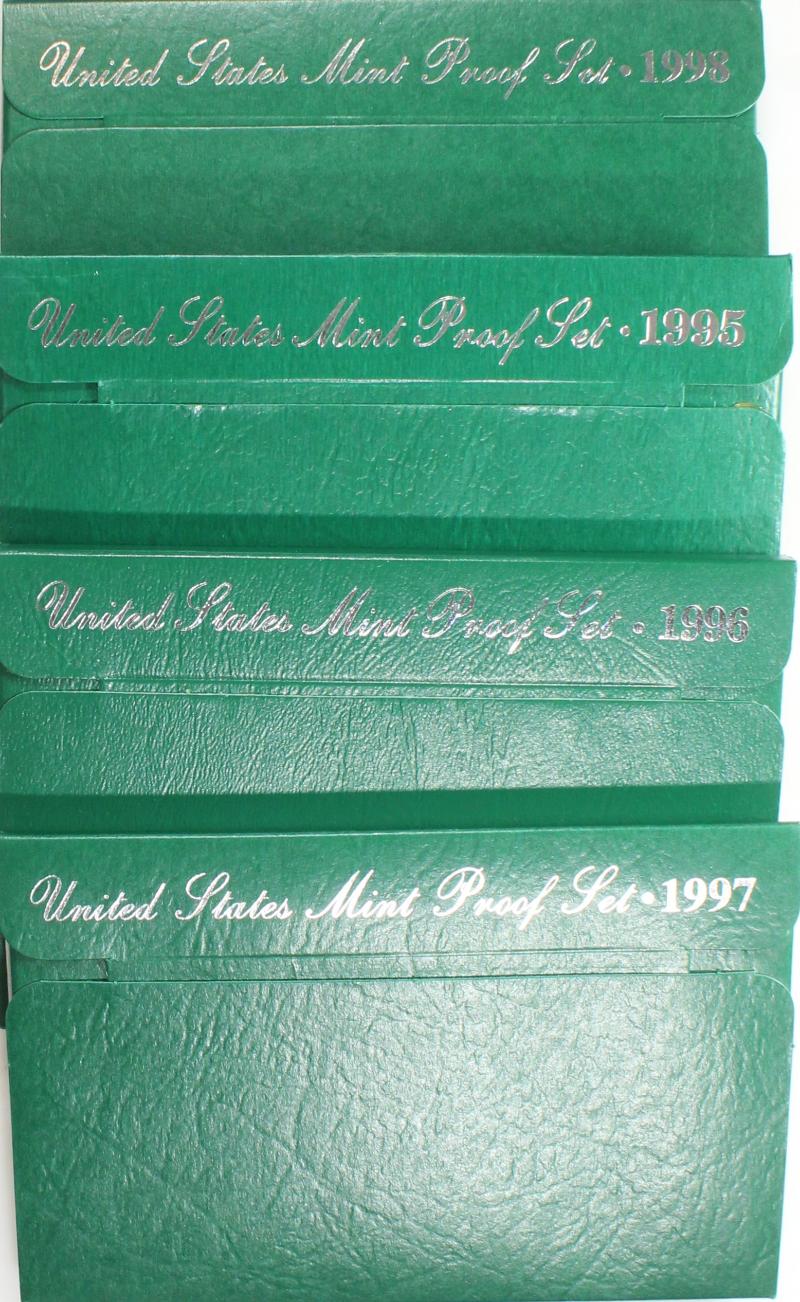 United States Mint Proof Set • 1998
United States Mint Proof Set • 1995
United States Mint Proof Set • 1996
United States Mint Proof Set • 1997